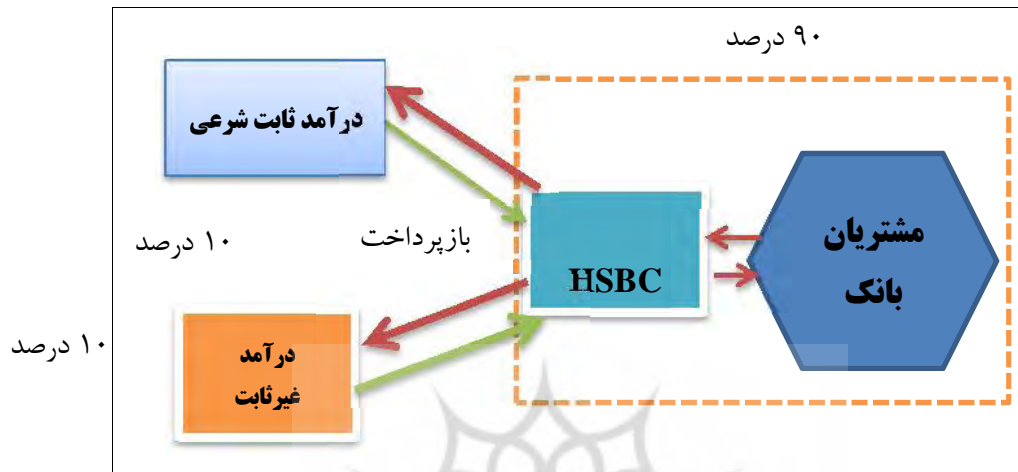 ۹۰ درصد
درآمد ثابت شرعی
مشتریان
بانک
HSBC
بازپرداخت
۱۰ درصد
درآمد
غیرثابت
۱۰ درصد